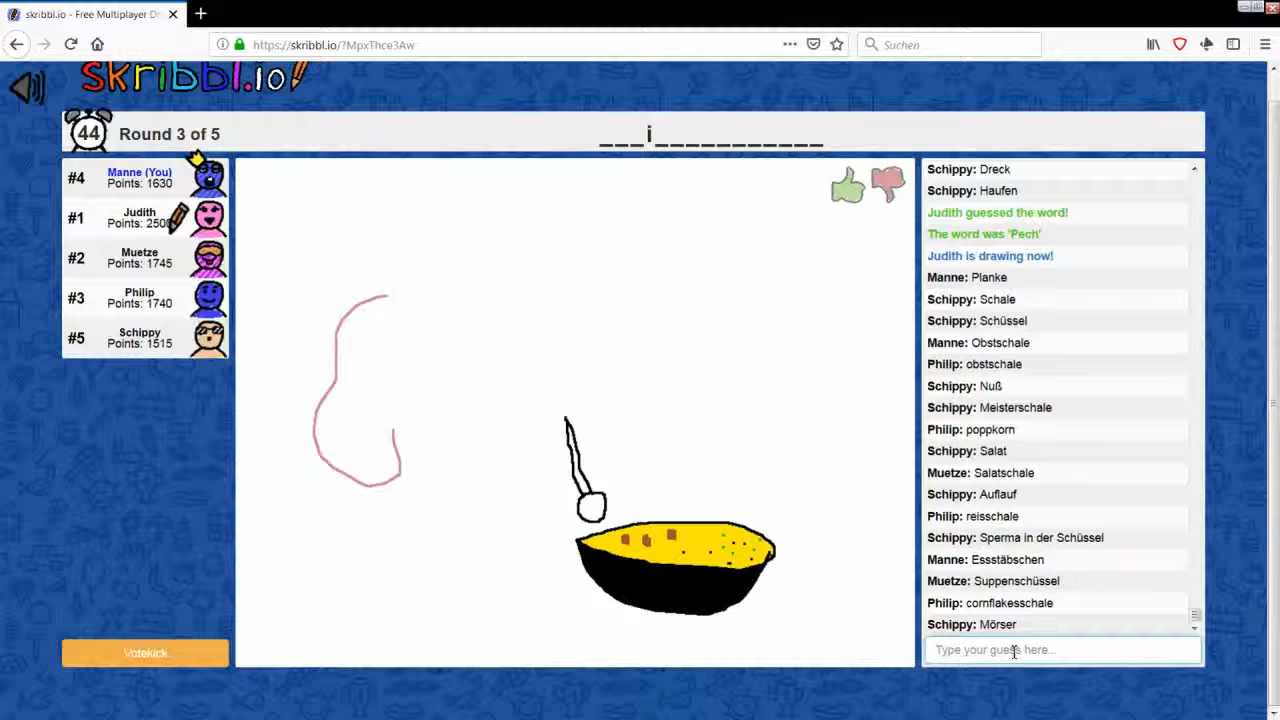 skribbl.io - Free Multiplayer Dr
https://skribbl.io/?MpxThce3Aw
Suchen
skribbl.io!
44 Round 3 of 5
___i___________
#4 Manne (You)
Points: 1630
#1 Judith
Points: 2500
#2 Muetze
Points: 1745
#3 Philip
Points: 1740
#5 Schippy
Points: 1515
Votekick
Schippy: Dreck
Schippy: Haufen
Judith guessed the word!
The word was 'Pech'
Judith is drawing now!
Manne: Planke
Schippy: Schale
Schippy: Schüssel
Manne: Obstschale
Philip: obstschale
Schippy: Nuß
Schippy: Meisterschale
Philip: poppkorn
Schippy: Salat
Muetze: Salatschale
Schippy: Auflauf
Philip: reisschale
Schippy: Sperma in der Schüssel
Manne: Essstäbschen
Muetze: Suppenschüssel
Philip: cornflakesschale
Schippy: Mörser
Type your guess here...